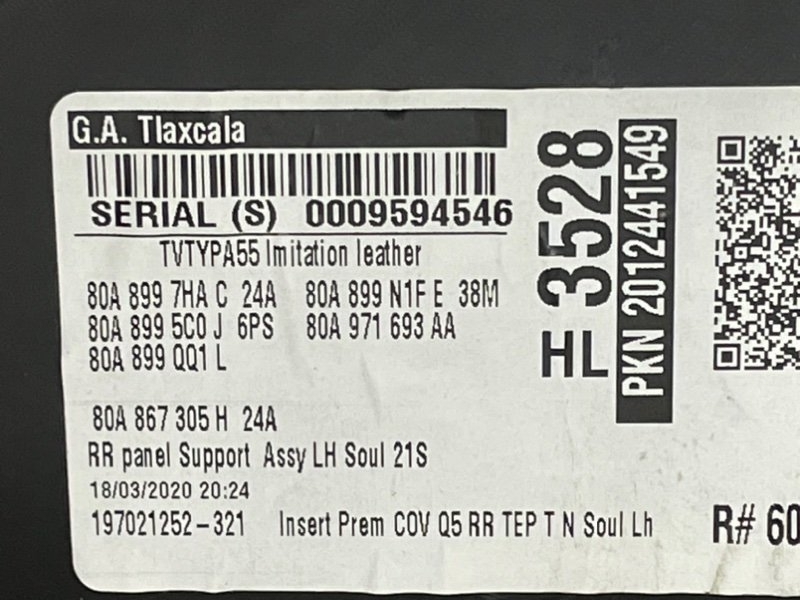 G.A. Tlaxcala
SERIAL (S) 0009594546
TVTYPA55 Imitation leather
80A 899 7HA C 24A 80A 899 N1F E 38M
80A 899 5C0 J 6PS 80A 971 693 AA
80A 899 QQ1 L
80A 867 305 H 24A
RR panel Support Assy LH Soul 21S
18/03/2020 20:24
197021252-321 Insert Prem COV Q5 RR TEP T N Soul Lh
HL 3528
PKN 2012441549
R# 60